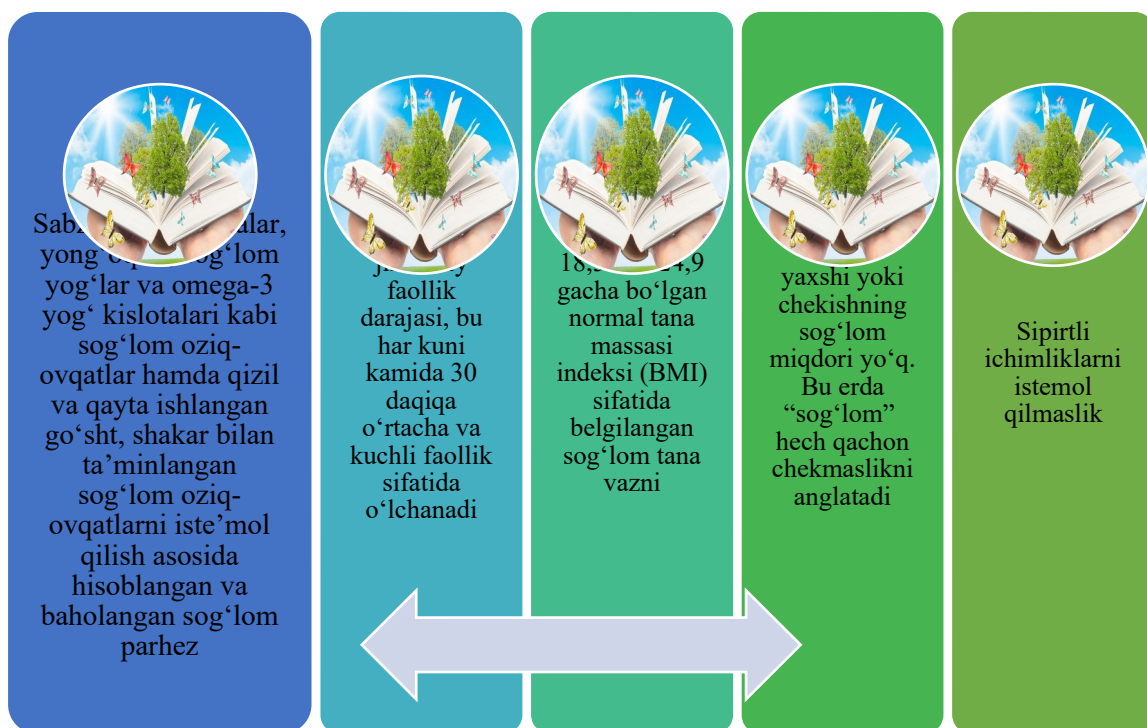 alar,
yong‘
sog‘lom
yog‘lar va omega-3
yog‘ kislotalari kabi
sog‘lom oziq-
ovqatlar hamda qizil
va qayta ishlangan
go‘sht, shakar bilan
ta’minlangan
sog‘lom oziq-
ovqatlarni iste’mol
qilish asosida
hisoblangan va
baholangan sog‘lom
parhez
faollik
darajasi, bu
har kuni
kamida 30
daqiqa
o‘rtacha va
kuchli faollik
sifatida
o‘lchanadi
gacha bo‘lgan
normal tana
massasi
indeksi (BMI)
sifatida
belgilangan
sog‘lom tana
vazni
yaxshi yoki
chekishning
sog‘lom
miqdori yo‘q.
Bu erda
“sog‘lom”
hech qachon
chekmaslikni
anglatadi
Sipirtli
ichimliklarni
istemol
qilmaslik